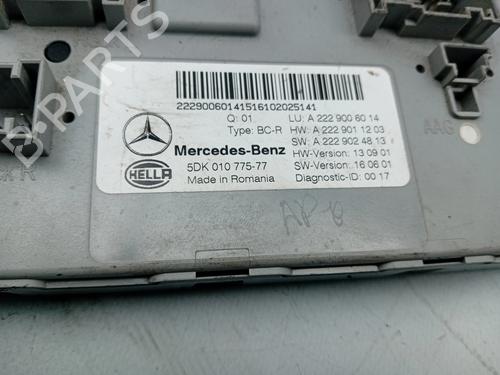 22290060141516102025141
Q: 01
LU: A 222 900 60 14
Type: BC-R
HW: A 222 901 12 03
SW: A 222 902 48 13
Mercedes-Benz
HW-Version: 13 09 01
HELLA
5DK 010 775-77
SW-Version: 16 06 01
Made in Romania
Diagnostic-ID: 00 17
AAG
AP 6
R
D-PARTS